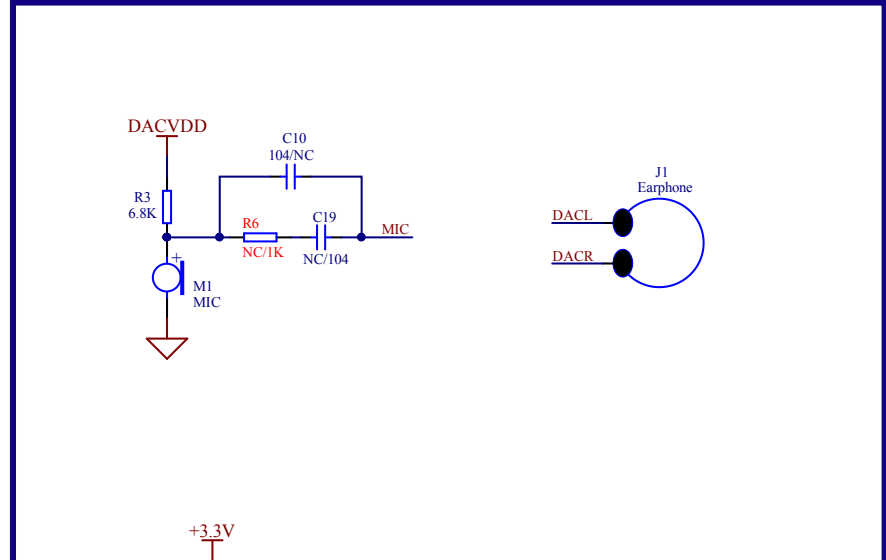 DACVDD
C10
104/NC
R3
6.8K
R6
NC/1K
C19
NC/104
MIC
+
M1
MIC
J1
Earphone
DACL
DACR
+3.3V